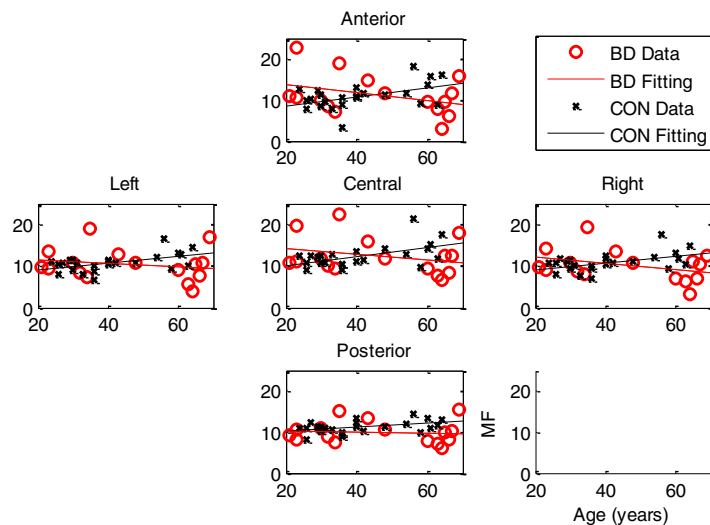 Anterior
20
10
0
20 40 60
BD Data
BD Fitting
CON Data
CON Fitting
Left
20
10
0
20 40 60
Central
20
10
0
20 40 60
Right
20
10
0
20 40 60
Posterior
20
10
0
20 40 60
MF
20
10
0
20 40 60
Age (years)